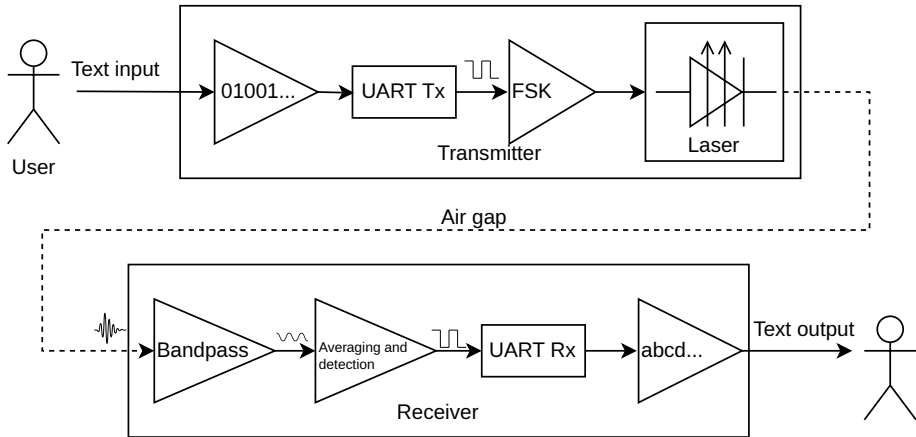 Text input
01001...
UART Tx
FSK
Laser
Transmitter
User
Air gap
Bandpass
Averaging and
detection
UART Rx
abcd...
Text output
Receiver